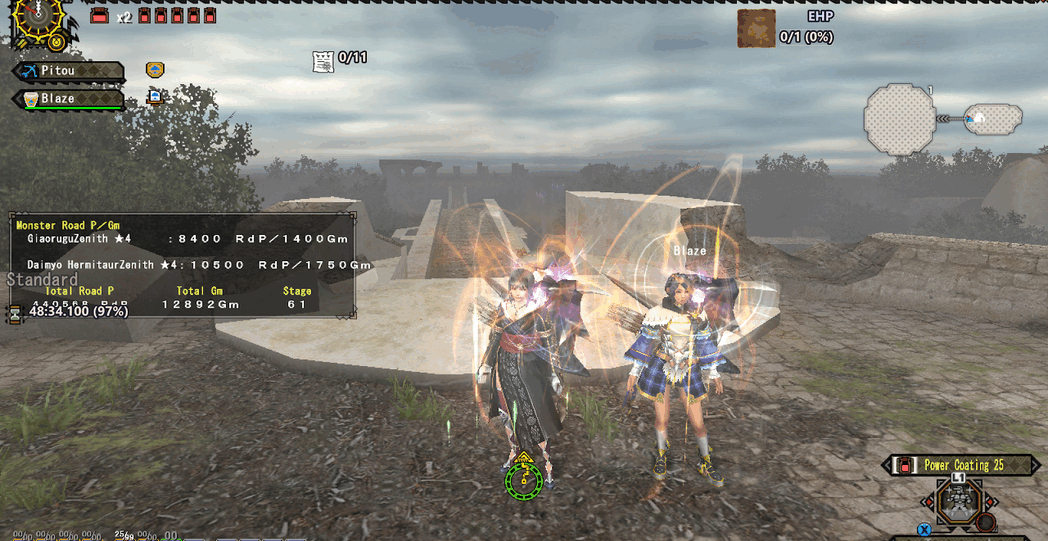 x2
EHP
0/1 (0%)
0/11
Pitou
Blaze
1
Monster Road P/Gm
GiaoruguZenith ★4 :8400 RdP/1400Gm
Daimyo HermitaurZenith ★4:10500 RdP/1750Gm
Standard
Total Road P Total Gm Stage
12892Gm 61
48:34.100 (97%)
Blaze
Power Coating 25
L1
X